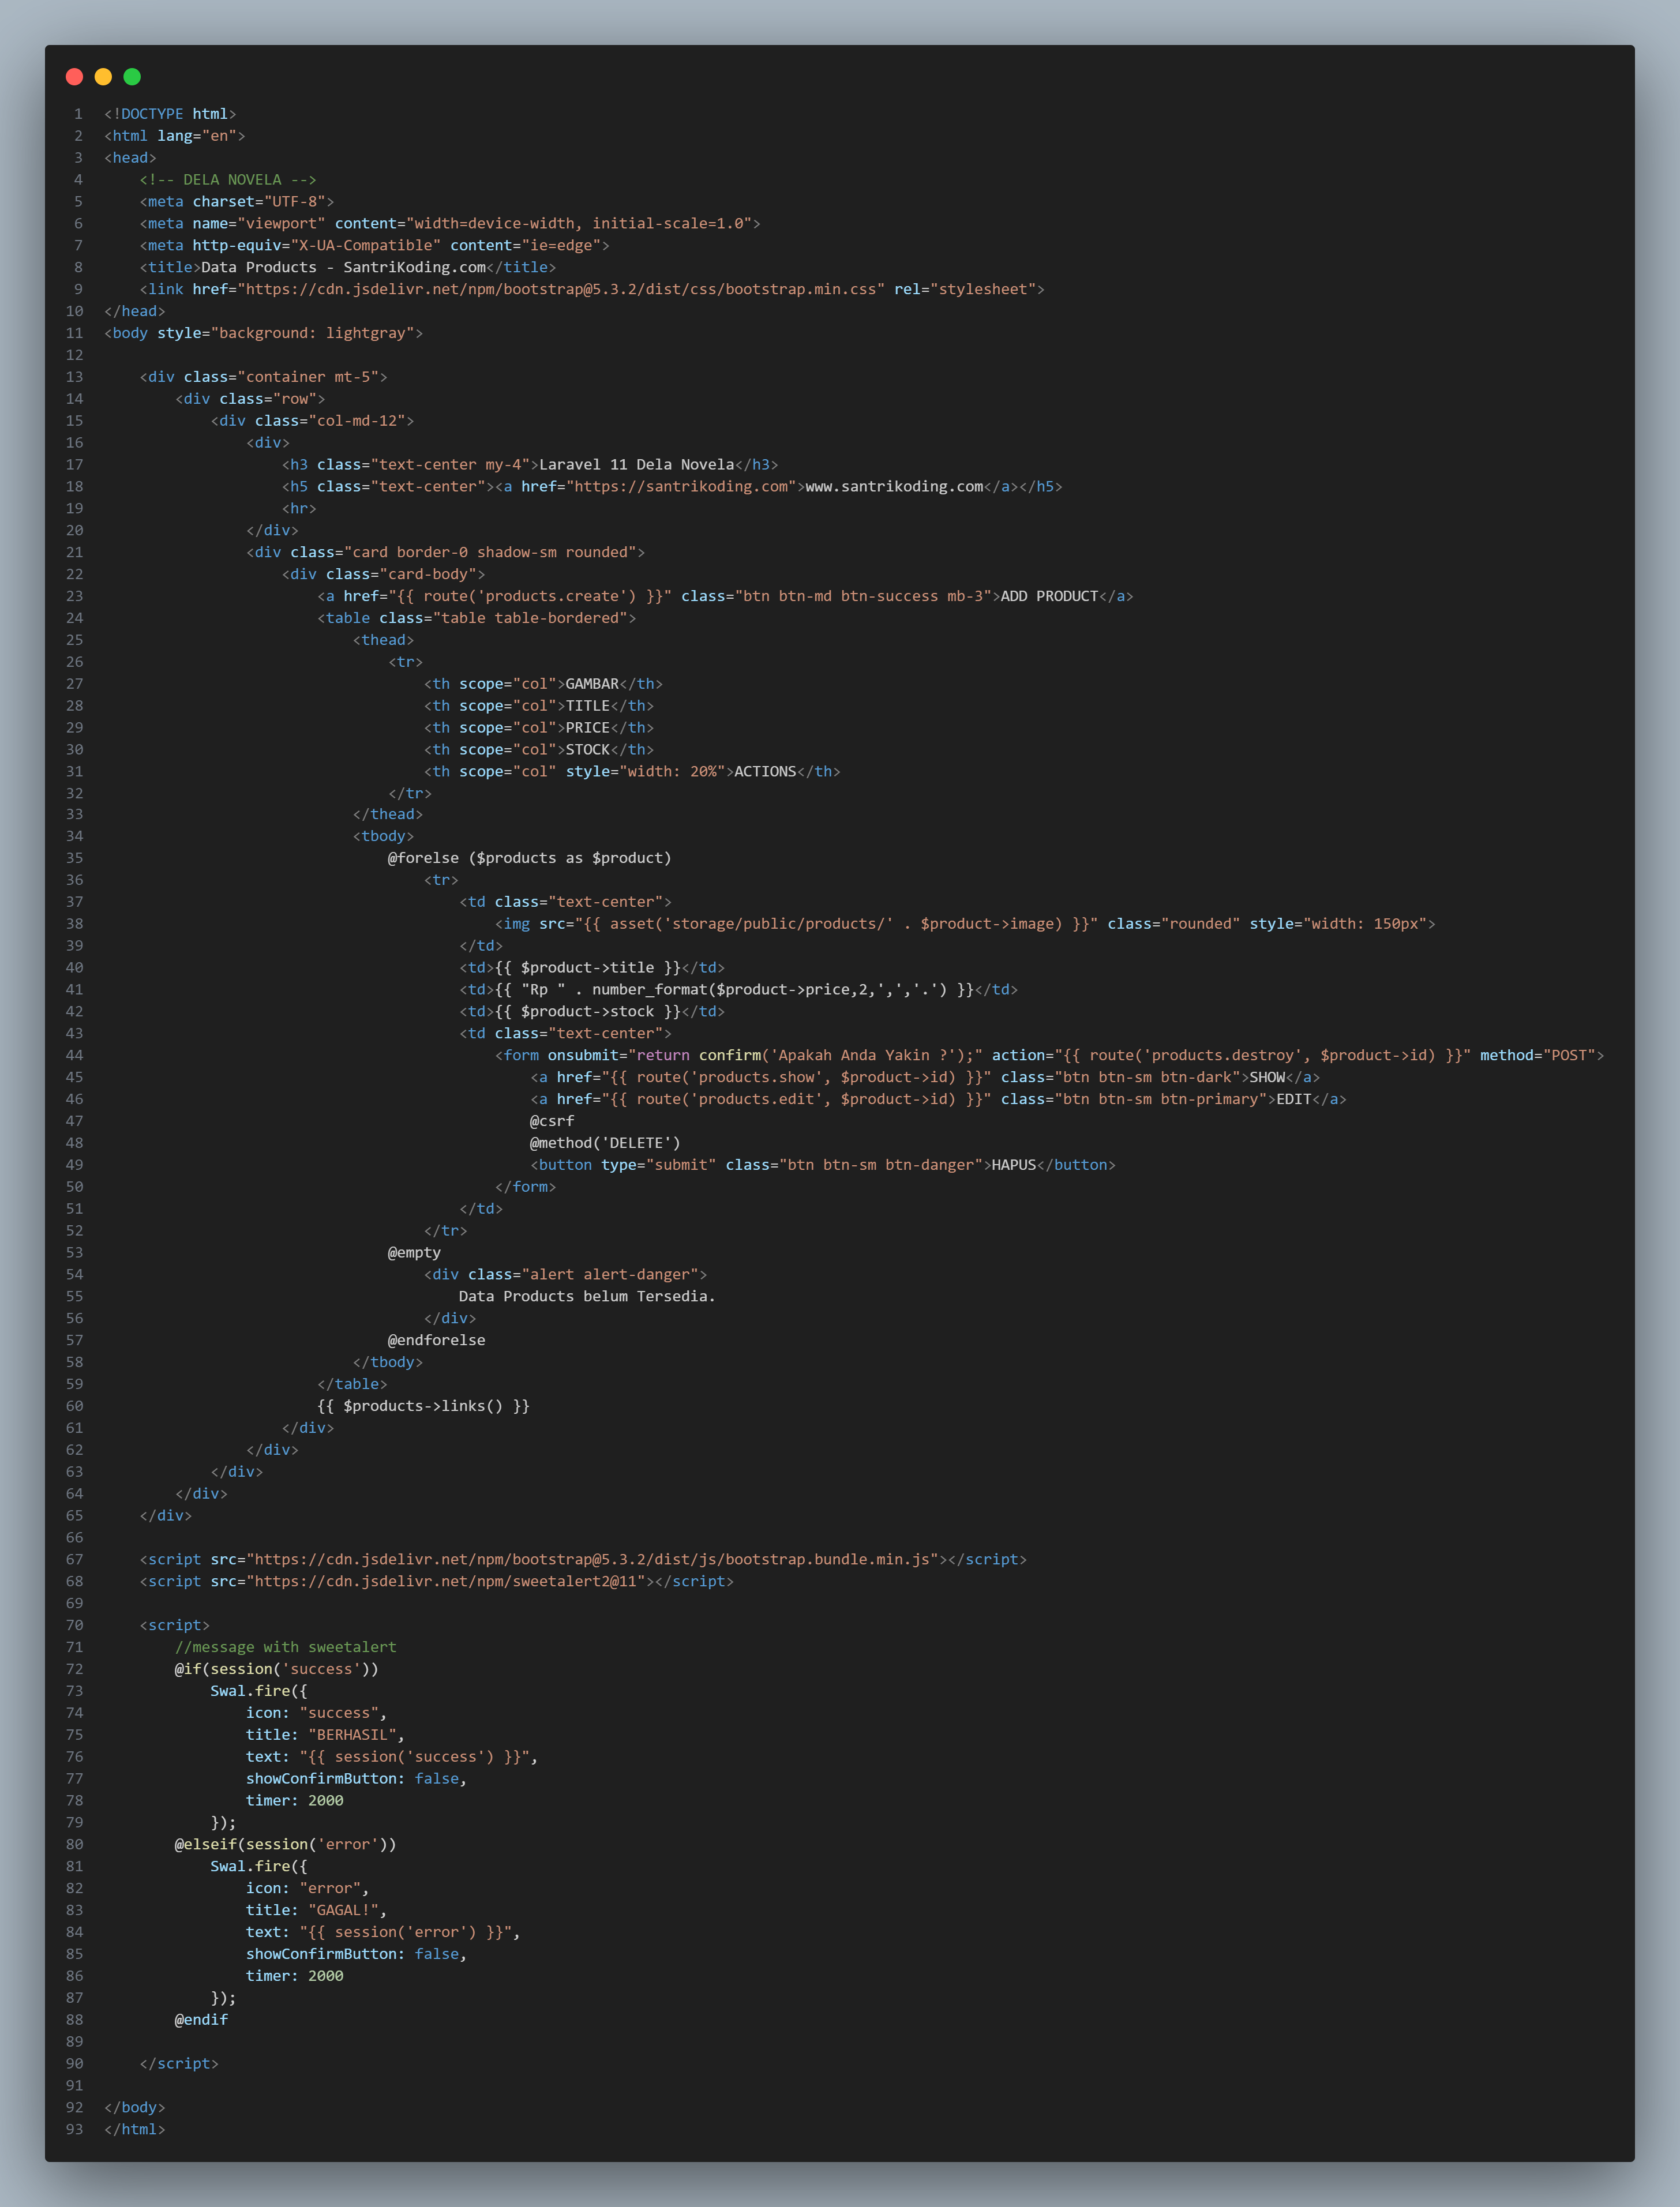 1 <!DOCTYPE html>
2 <html lang="en">
3 <head>
4     <!-- DELA NOVELA -->
5     <meta charset="UTF-8">
6     <meta name="viewport" content="width=device-width, initial-scale=1.0">
7     <meta http-equiv="X-UA-Compatible" content="ie=edge">
8     <title>Data Products - SantriKoding.com</title>
9     <link href="https://cdn.jsdelivr.net/npm/bootstrap@5.3.2/dist/css/bootstrap.min.css" rel="stylesheet">
10 </head>
11 <body style="background: lightgray">
12
13     <div class="container mt-5">
14         <div class="row">
15             <div class="col-md-12">
16                 <div>
17                     <h3 class="text-center my-4">Laravel 11 Dela Novela</h3>
18                     <h5 class="text-center"><a href="https://santrikoding.com">www.santrikoding.com</a></h5>
19                     <hr>
20                 </div>
21                 <div class="card border-0 shadow-sm rounded">
22                     <div class="card-body">
23                         <a href="{{ route('products.create') }}" class="btn btn-md btn-success mb-3">ADD PRODUCT</a>
24                         <table class="table table-bordered">
25                             <thead>
26                                 <tr>
27                                     <th scope="col">GAMBAR</th>
28                                     <th scope="col">TITLE</th>
29                                     <th scope="col">PRICE</th>
30                                     <th scope="col">STOCK</th>
31                                     <th scope="col" style="width: 20%">ACTIONS</th>
32                                 </tr>
33                             </thead>
34                             <tbody>
35                                 @forelse ($products as $product)
36                                     <tr>
37                                         <td class="text-center">
38                                             <img src="{{ asset('storage/public/products/' . $product->image) }}" class="rounded" style="width: 150px">
39                                         </td>
40                                         <td>{{ $product->title }}</td>
41                                         <td>{{ "Rp " . number_format($product->price,2,',','.') }}</td>
42                                         <td>{{ $product->stock }}</td>
43                                         <td class="text-center">
44                                             <form onsubmit="return confirm('Apakah Anda Yakin ?');" action="{{ route('products.destroy', $product->id) }}" method="POST">
45                                                 <a href="{{ route('products.show', $product->id) }}" class="btn btn-sm btn-dark">SHOW</a>
46                                                 <a href="{{ route('products.edit', $product->id) }}" class="btn btn-sm btn-primary">EDIT</a>
47                                                 @csrf
48                                                 @method('DELETE')
49                                                 <button type="submit" class="btn btn-sm btn-danger">HAPUS</button>
50                                             </form>
51                                         </td>
52                                     </tr>
53                                 @empty
54                                     <div class="alert alert-danger">
55                                         Data Products belum Tersedia.
56                                     </div>
57                                 @endforelse
58                             </tbody>
59                         </table>
60                         {{ $products->links() }}
61                     </div>
62                 </div>
63             </div>
64         </div>
65     </div>
66
67     <script src="https://cdn.jsdelivr.net/npm/bootstrap@5.3.2/dist/js/bootstrap.bundle.min.js"></script>
68     <script src="https://cdn.jsdelivr.net/npm/sweetalert2@11"></script>
69
70     <script>
71         //message with sweetalert
72         @if(session('success'))
73             Swal.fire({
74                 icon: "success",
75                 title: "BERHASIL",
76                 text: "{{ session('success') }}",
77                 showConfirmButton: false,
78                 timer: 2000
79             });
80         @elseif(session('error'))
81             Swal.fire({
82                 icon: "error",
83                 title: "GAGAL!",
84                 text: "{{ session('error') }}",
85                 showConfirmButton: false,
86                 timer: 2000
87             });
88         @endif
89
90     </script>
91
92 </body>
93 </html>